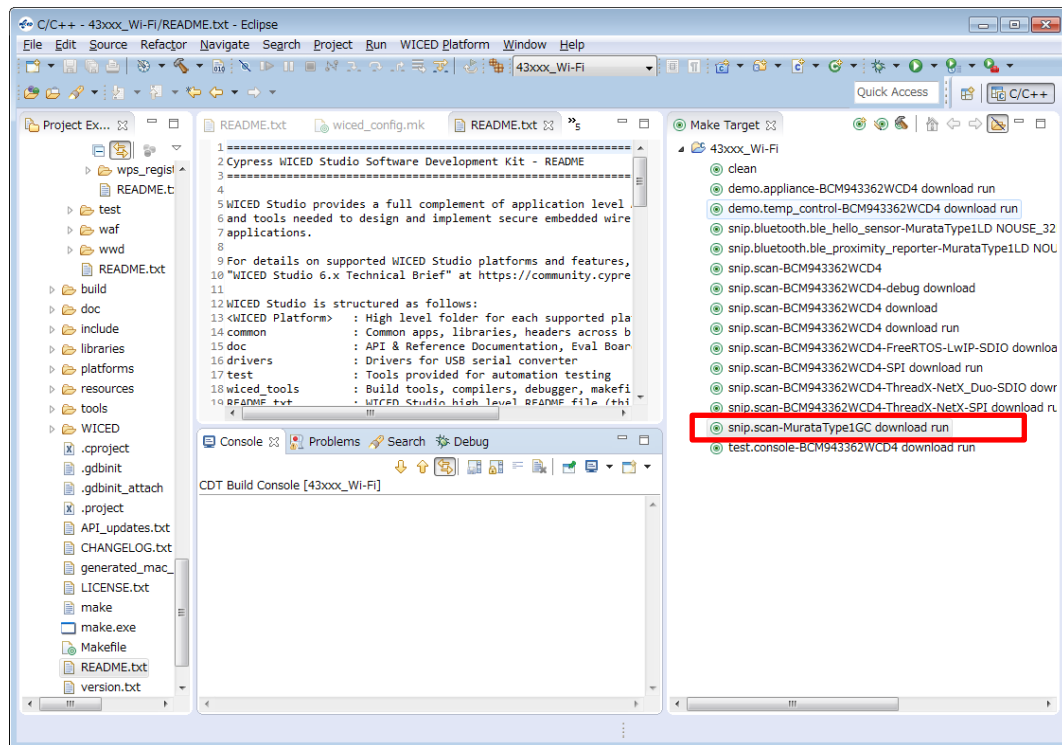 C/C++ - 43xxx_Wi-Fi/README.txt - Eclipse
File Edit Source Refactor Navigate Search Project Run WICED Platform Window Help
43xxx_Wi-Fi
Quick Access
C/C++
Project Ex...
wps_regist
README.t
test
waf
wwd
README.txt
build
doc
include
libraries
platforms
resources
tools
WICED
.cproject
.gdbinit
.gdbinit_attach
.project
API_updates.txt
CHANGELOG.txt
generated_mac_
LICENSE.txt
make
make.exe
Makefile
README.txt
version.txt
README.txt wiced_config.mk README.txt »5
1 ====================================================
2 Cypress WICED Studio Software Development Kit - README
3 ====================================================
4
5 WICED Studio provides a full complement of application level
6 and tools needed to design and implement secure embedded wire
7 applications.
8
9 For details on supported WICED Studio platforms and features,
10 "WICED Studio 6.x Technical Brief" at https://community.cypre
11
12 WICED Studio is structured as follows:
13 <WICED Platform> : High level folder for each supported pla
14 common : Common apps, libraries, headers across b
15 doc : API & Reference Documentation, Eval Boar
16 drivers : Drivers for USB serial converter
17 test : Tools provided for automation testing
18 wiced_tools : Build tools, compilers, debugger, makefi
19 README.txt : WICED Studio high level README file (thi
Console Problems Search Debug
CDT Build Console [43xxx_Wi-Fi]
Make Target
43xxx_Wi-Fi
clean
demo.appliance-BCM943362WCD4 download run
demo.temp_control-BCM943362WCD4 download run
snip.bluetooth.ble_hello_sensor-MurataType1LD NOUSE_32
snip.bluetooth.ble_proximity_reporter-MurataType1LD NOU
snip.scan-BCM943362WCD4
snip.scan-BCM943362WCD4-debug download
snip.scan-BCM943362WCD4 download
snip.scan-BCM943362WCD4 download run
snip.scan-BCM943362WCD4-FreeRTOS-LwIP-SDIO downloa
snip.scan-BCM943362WCD4-SPI download run
snip.scan-BCM943362WCD4-ThreadX-NetX_Duo-SDIO dowr
snip.scan-BCM943362WCD4-ThreadX-NetX-SPI download ru
snip.scan-MurataType1GC download run
test.console-BCM943362WCD4 download run